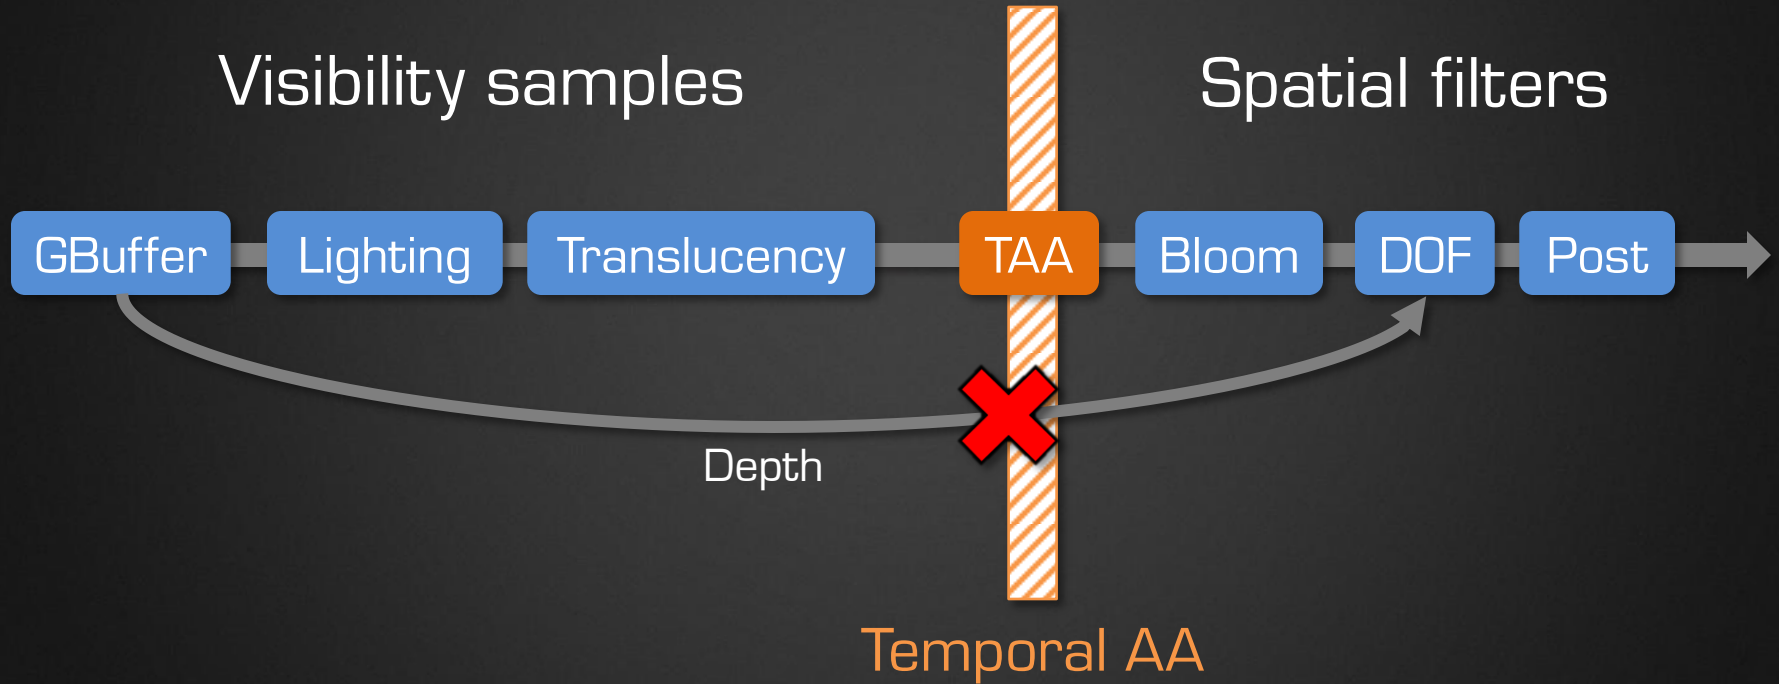 Visibility samples
Spatial filters
GBuffer
Lighting
Translucency
TAA
Bloom
DOF
Post
Depth
Temporal AA